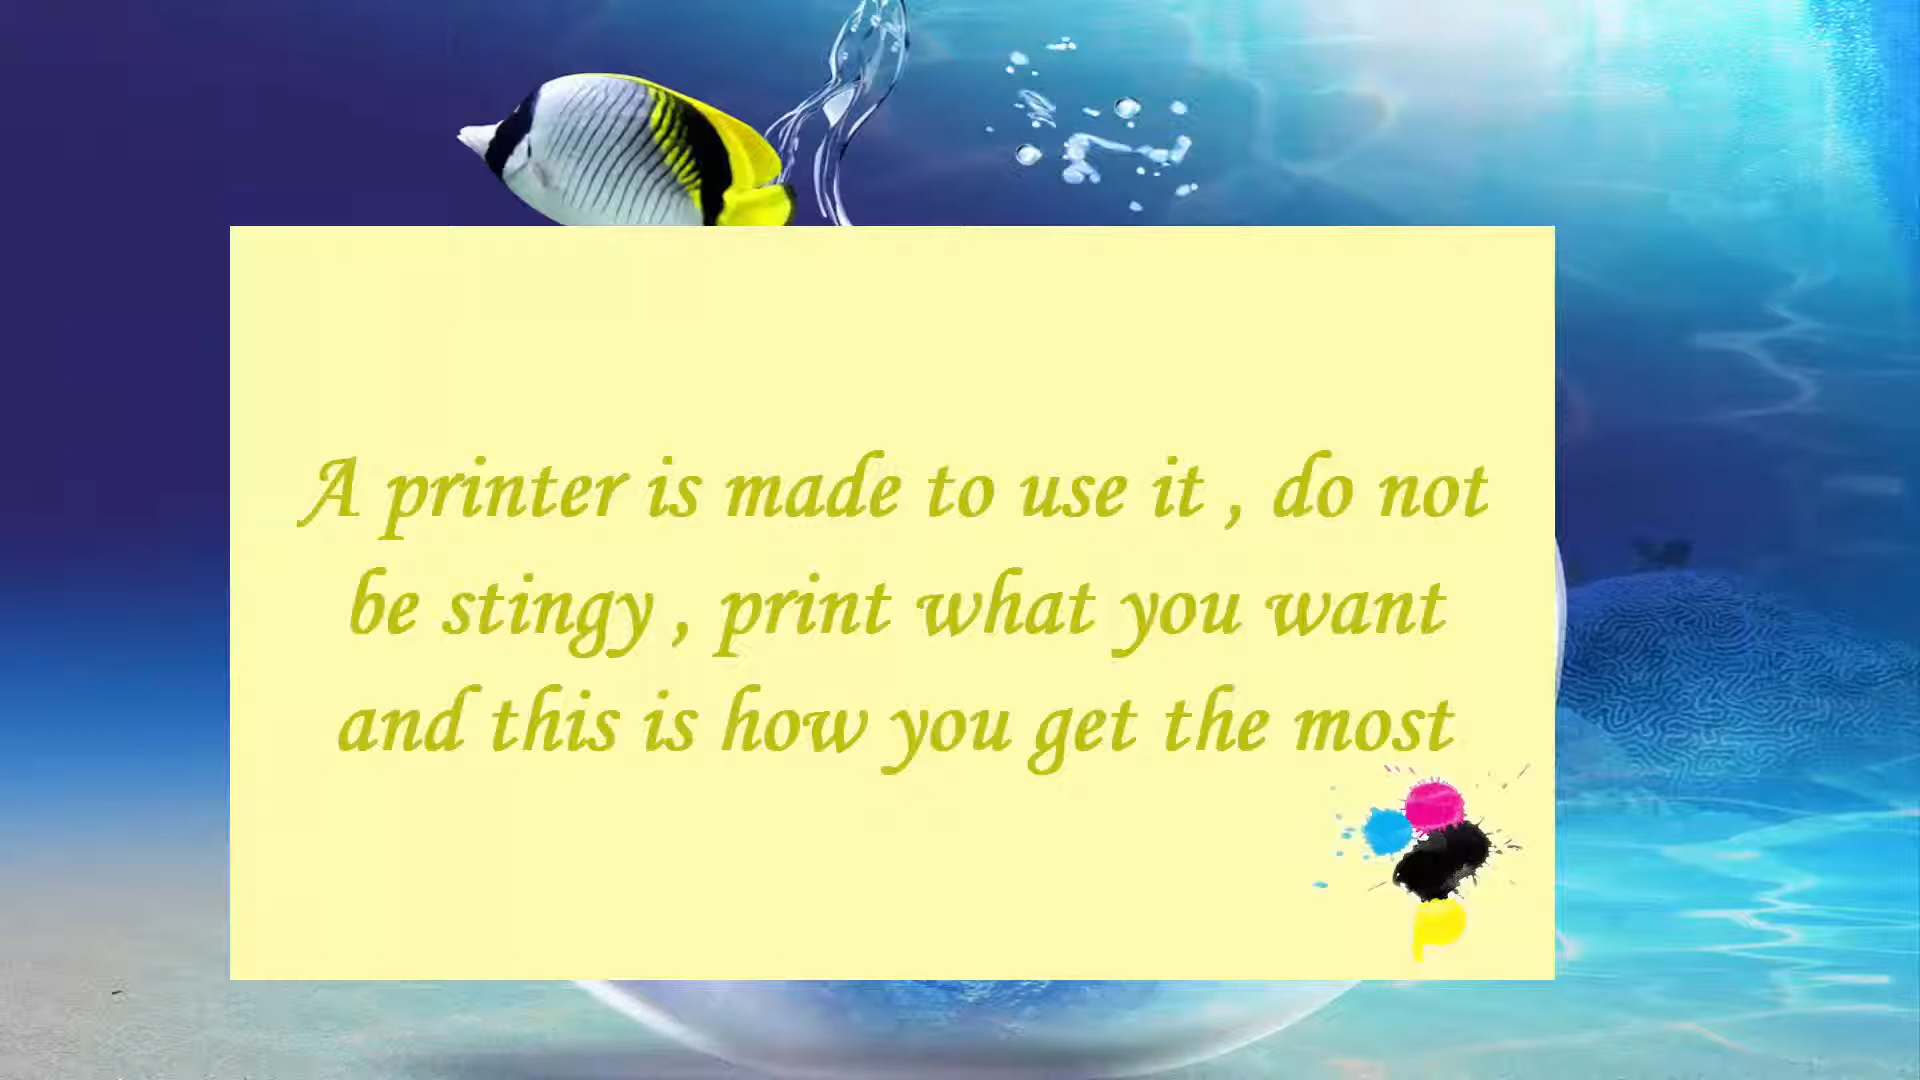 A printer is made to use it , do not
be stingy , print what you want
and this is how you get the most